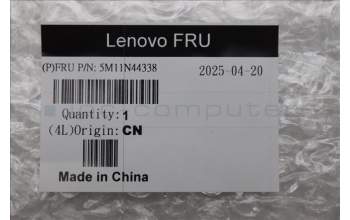 Lenovo FRU
(P)FRU P/N: 5M11N44338 2025-04-20
Quantity:1
(4L)Origin:CN
Made in China